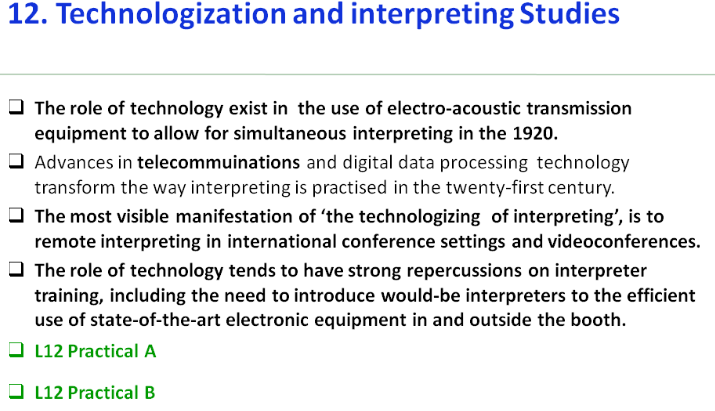 12. Technologization and interpreting Studies
The role of technology exist in the use of electro-acoustic transmission
equipment to allow for simultaneous interpreting in the 1920.
Advances in telecommuinations and digital data processing technology
transform the way interpreting is practised in the twenty-first century.
The most visible manifestation of ‘the technologizing of interpreting’, is to
remote interpreting in international conference settings and videoconferences.
The role of technology tends to have strong repercussions on interpreter
training, including the need to introduce would-be interpreters to the efficient
use of state-of-the-art electronic equipment in and outside the booth.
L12 Practical A
L12 Practical B